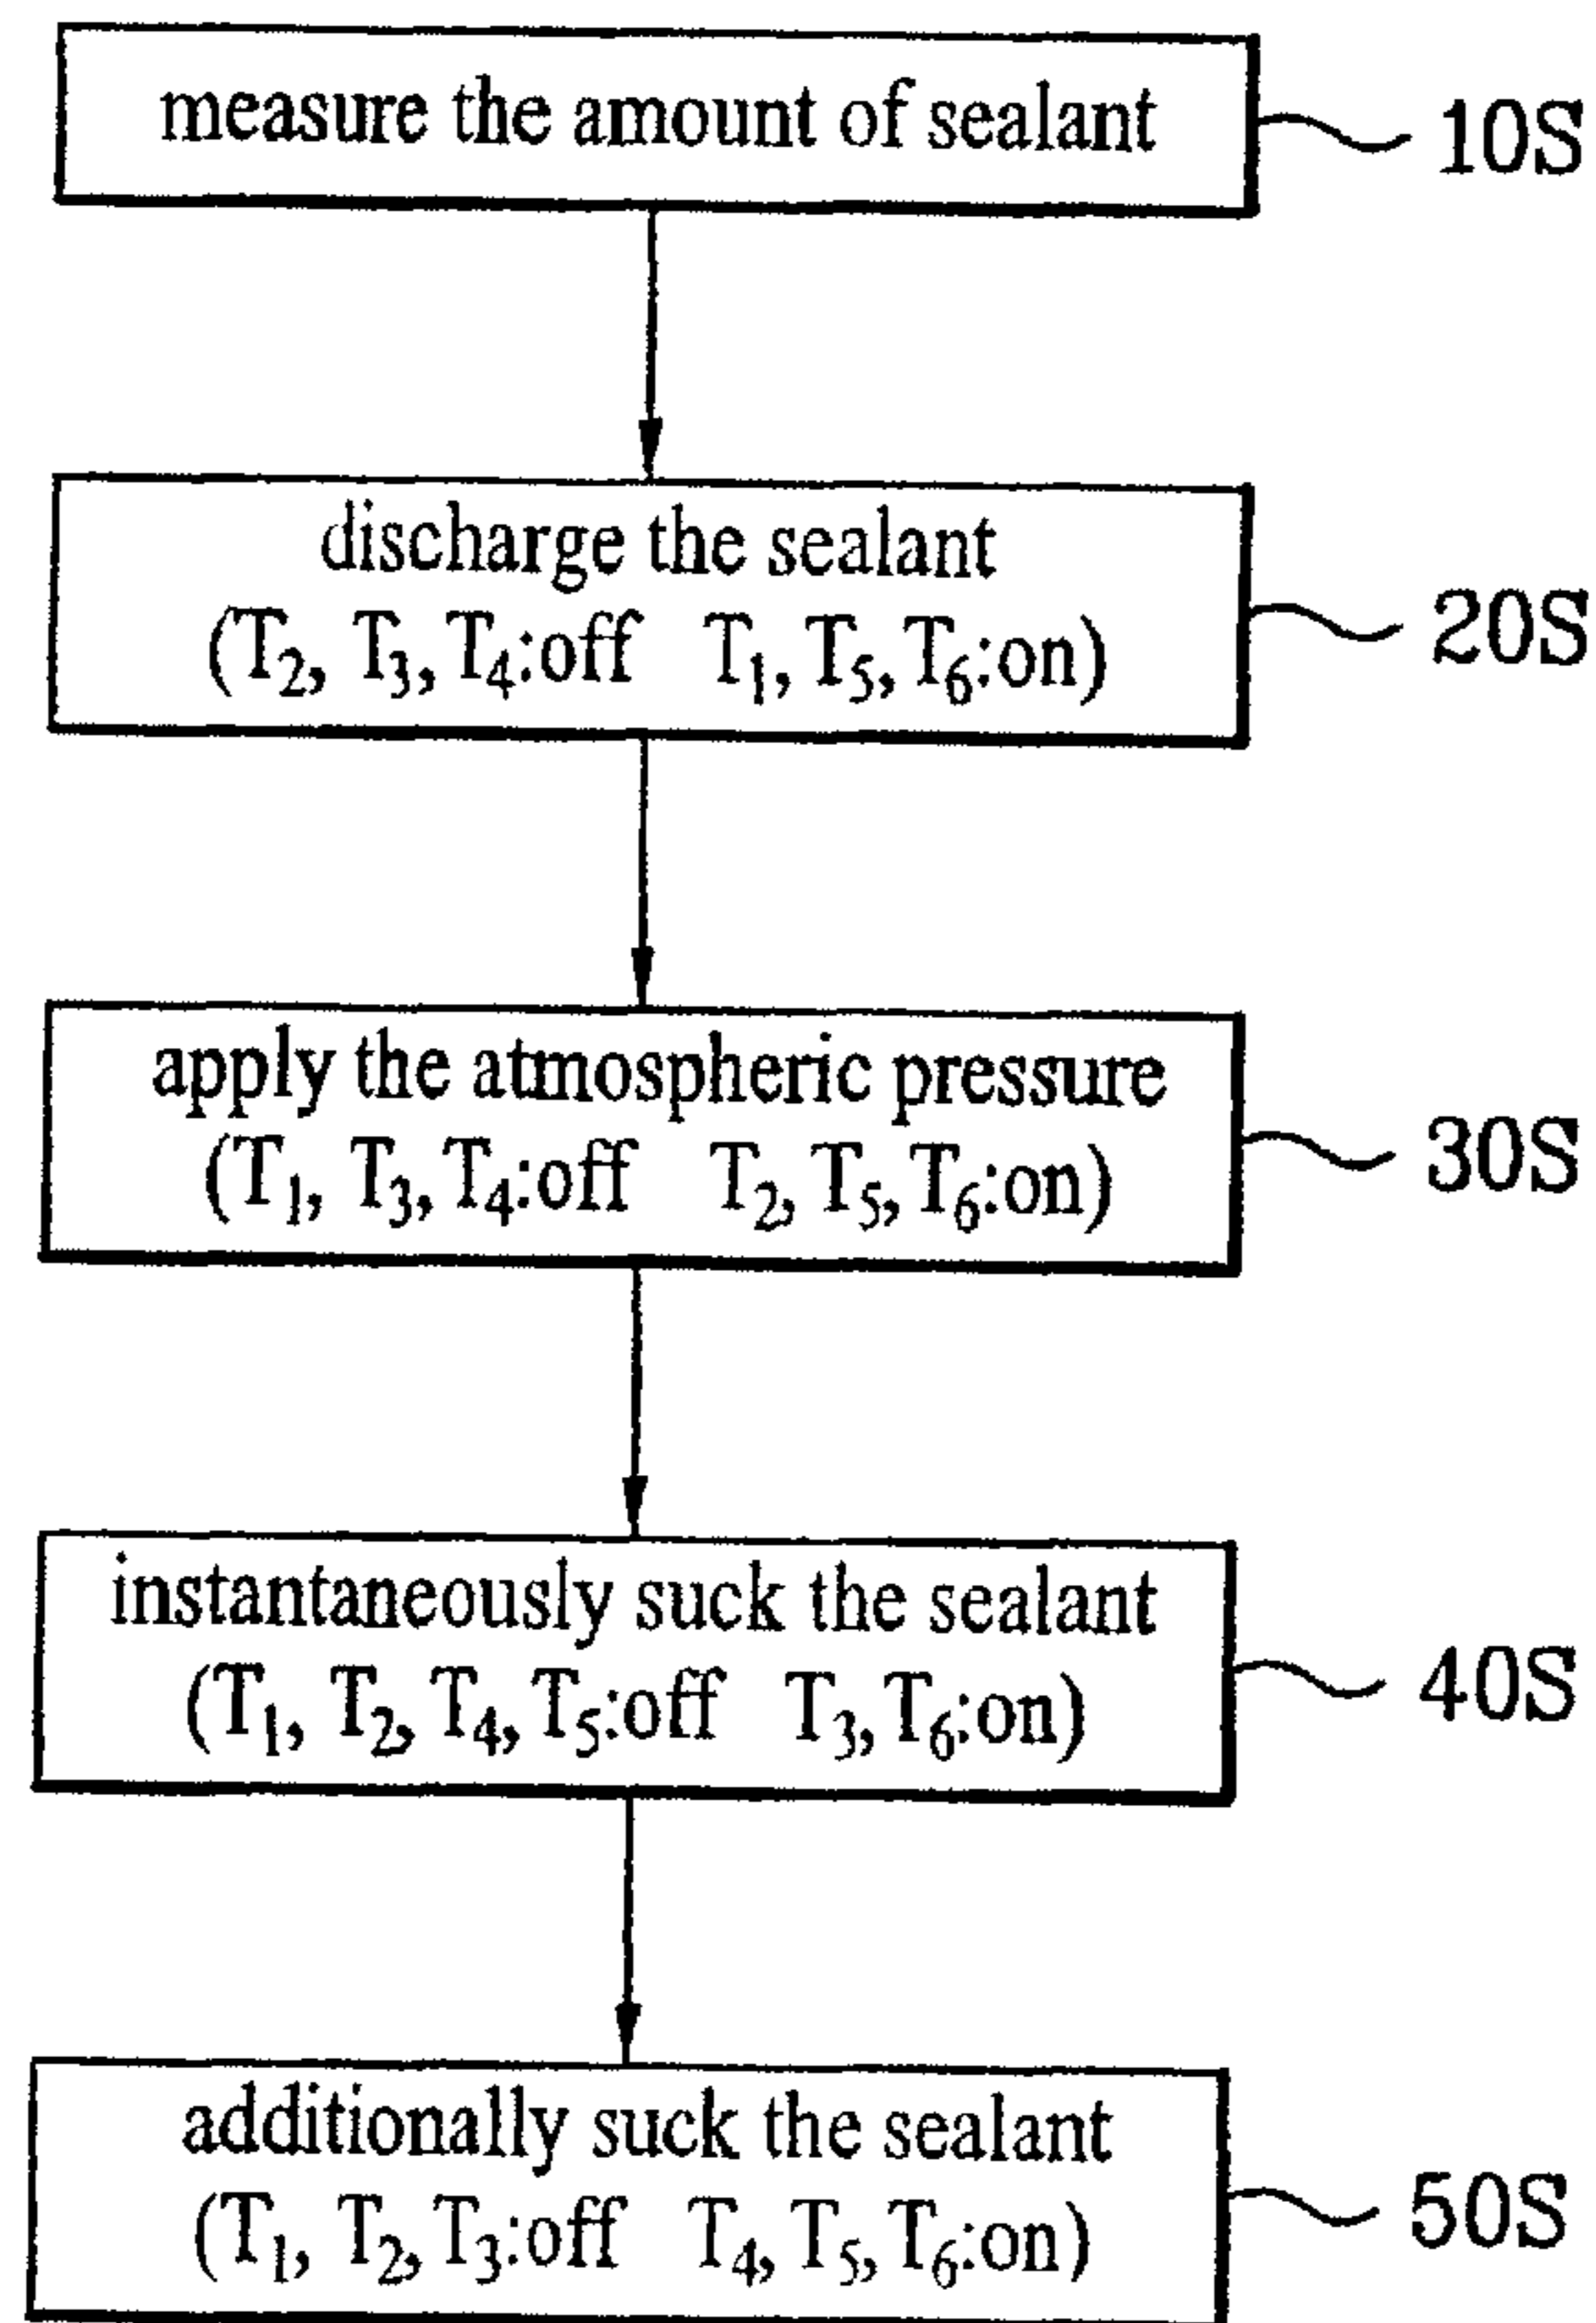 measure the amount of sealant
10S
discharge the sealant
(T₂, T₃, T₄:off T₁, T₅, T₆:on)
20S
apply the atmospheric pressure
(T₁, T₃, T₄:off T₂, T₅, T₆:on)
30S
instantaneously suck the sealant
(T₁, T₂, T₄, T₅:off T₃, T₆:on)
40S
additionally suck the sealant
(T₁, T₂, T₃:off T₄, T₅, T₆:on)
50S